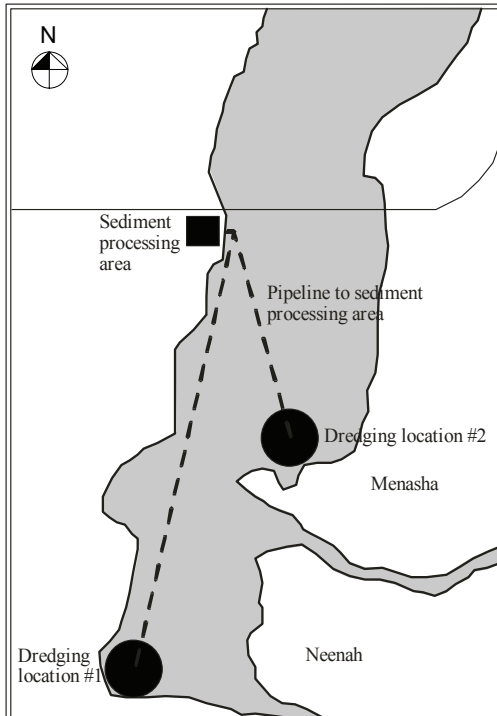 N
Sediment
processing
area
Pipeline to sediment
processing area
Dredging location #2
Menasha
Dredging
location #1
Neenah